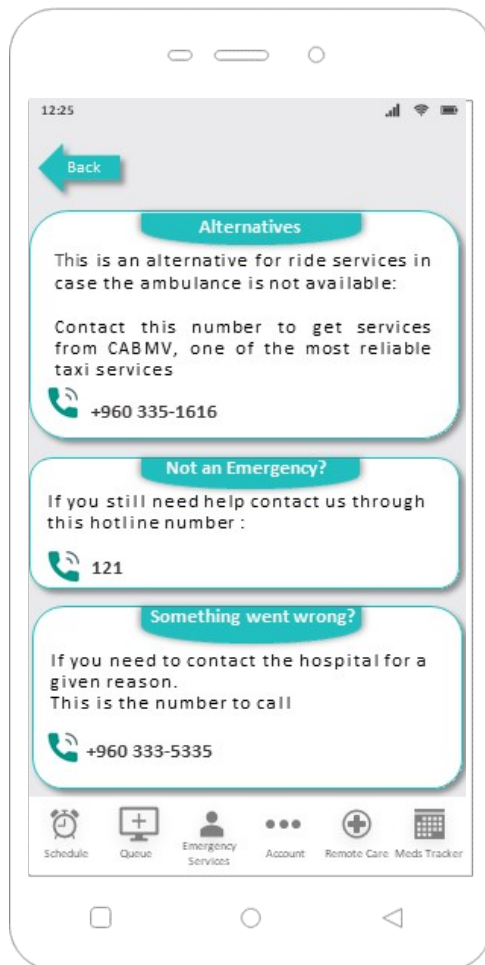 12:25
Back
Alternatives
This is an alternative for ride services in
case the ambulance is not available:
Contact this number to get services
from CABMV, one of the most reliable
taxi services
+960 335-1616
Not an Emergency?
If you still need help contact us through
this hotline number :
121
Something went wrong?
If you need to contact the hospital for a
given reason.
This is the number to call
+960 333-5335
Schedule
Queue
Emergency
Services
Account
Remote Care
Meds Tracker